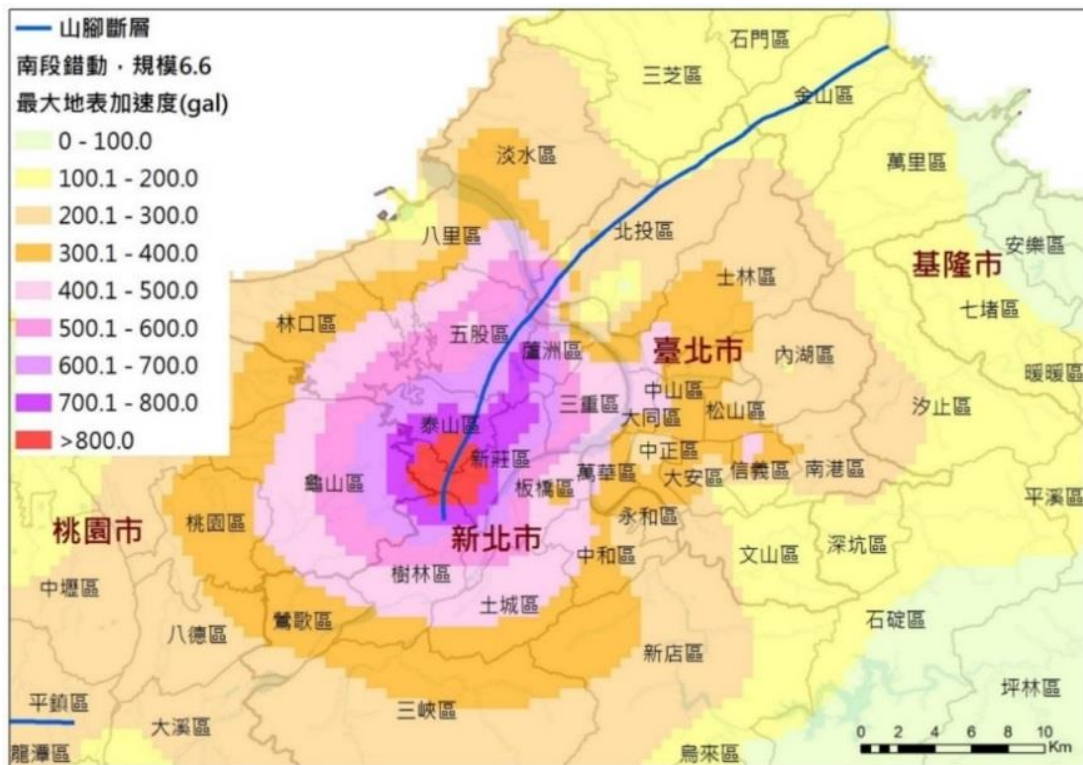 山腳斷層
南段錯動，規模6.6
最大地表加速度(gal)
0 - 100.0
100.1 - 200.0
200.1 - 300.0
300.1 - 400.0
400.1 - 500.0
500.1 - 600.0
600.1 - 700.0
700.1 - 800.0
>800.0
石門區
三芝區
金山區
淡水區
萬里區
八里區
北投區
安樂區
基隆市
士林區
七堵區
林口區
五股區
蘆洲區
臺北市
內湖區
暖暖區
中山區
三重區
大同區
松山區
汐止區
泰山區
中正區
新莊區
萬華區
大安區
信義區
南港區
龜山區
板橋區
平溪區
桃園區
永和區
桃園市
新北市
中和區
文山區
深坑區
中壢區
樹林區
土城區
鶯歌區
石碇區
八德區
新店區
坪林區
平鎮區
三峽區
大溪區
龍潭區
烏來區
0 2 4 6 8 10
Km